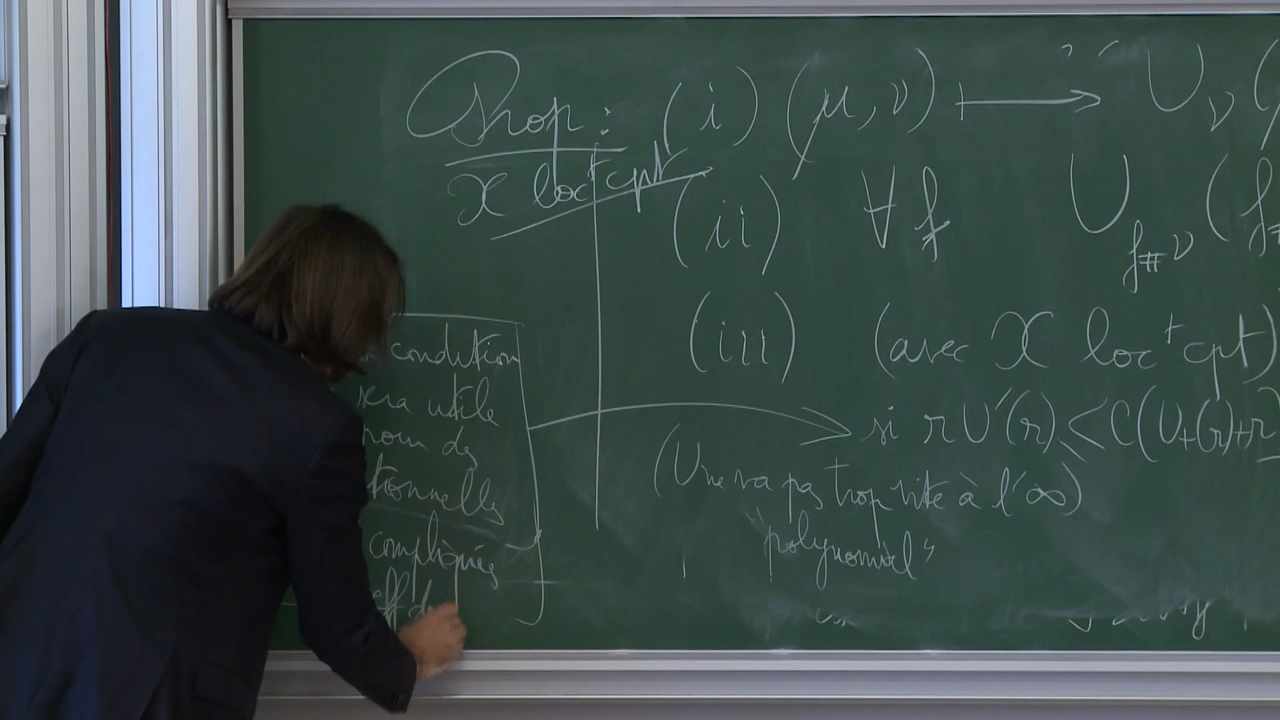 Prop : (i) (μ, ν) ⟼ U_ν (
X loc^t cpt
(ii) ∀ f U_{f#ν} (f#
(iii) (avec X loc^t cpt)
si r U'(r) ≤ C(U_+(r)+r
(U ne va pas trop vite à l'∞)
"polynomial"
condition
sera utile
pour des
tionnelles
compliquées
eff d